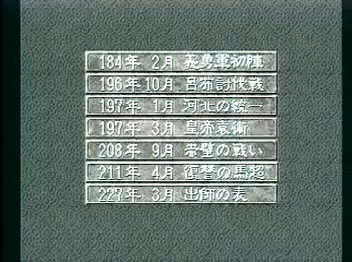 184年 2月 義勇軍初陣
196年10月 呂布討伐戦
197年 1月 河北の統一
197年 3月 皇帝袁術
208年 9月 赤壁の戦い
211年 4月 復讐の馬超
227年 3月 出師の表